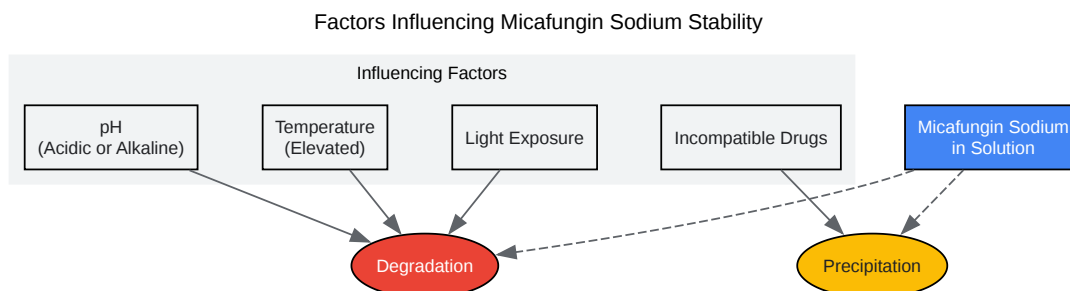 Factors Influencing Micafungin Sodium Stability
Influencing Factors
pH
(Acidic or Alkaline)
Temperature
(Elevated)
Light Exposure
Incompatible Drugs
Micafungin Sodium
in Solution
Degradation
Precipitation